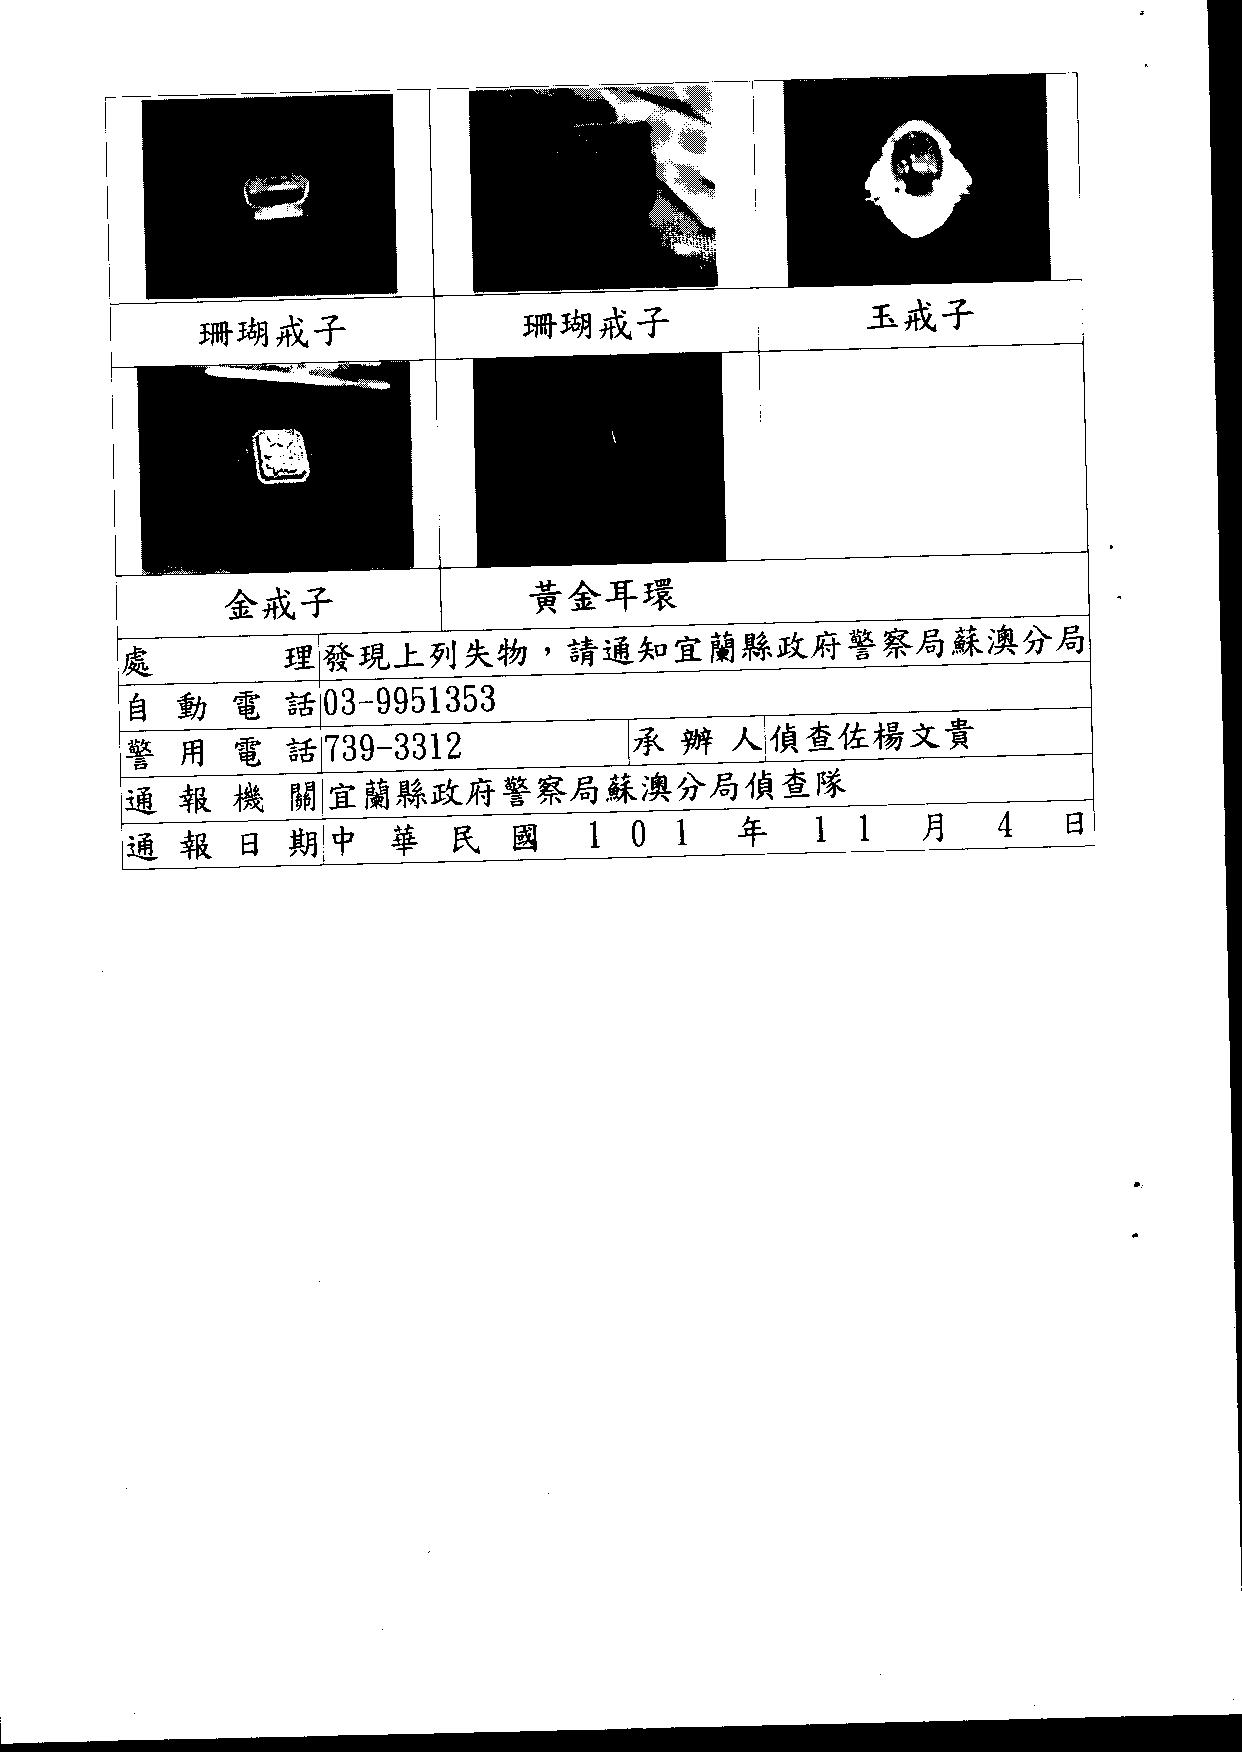 珊瑚戒子 珊瑚戒子 玉戒子
金戒子 黃金耳環
處理 發現上列失物，請通知宜蘭縣政府警察局蘇澳分局
自動電話 03-9951353
警用電話 739-3312 承辦人 偵查佐楊文貴
通報機關 宜蘭縣政府警察局蘇澳分局偵查隊
通報日期 中華民國101年11月4日